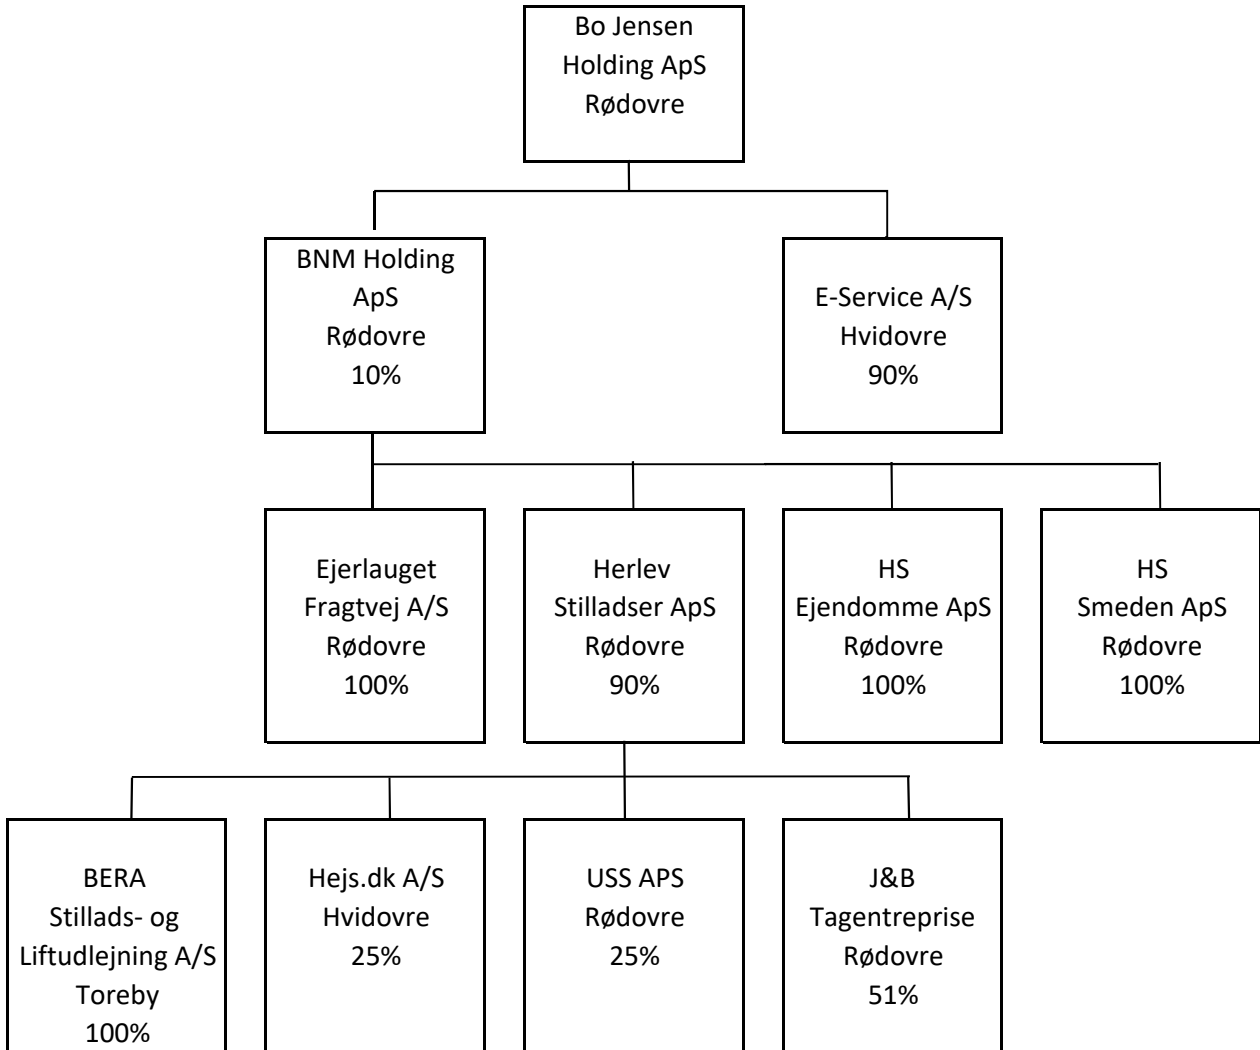 Bo Jensen
Holding ApS
Rødovre
BNM Holding
ApS
Rødovre
10%
E-Service A/S
Hvidovre
90%
Ejerlauget
Fragtvej A/S
Rødovre
100%
Herlev
Stilladser ApS
Rødovre
90%
HS
Ejendomme ApS
Rødovre
100%
HS
Smeden ApS
Rødovre
100%
BERA
Stillads- og
Liftudlejning A/S
Toreby
100%
Hejs.dk A/S
Hvidovre
25%
USS APS
Rødovre
25%
J&B
Tagentreprise
Rødovre
51%